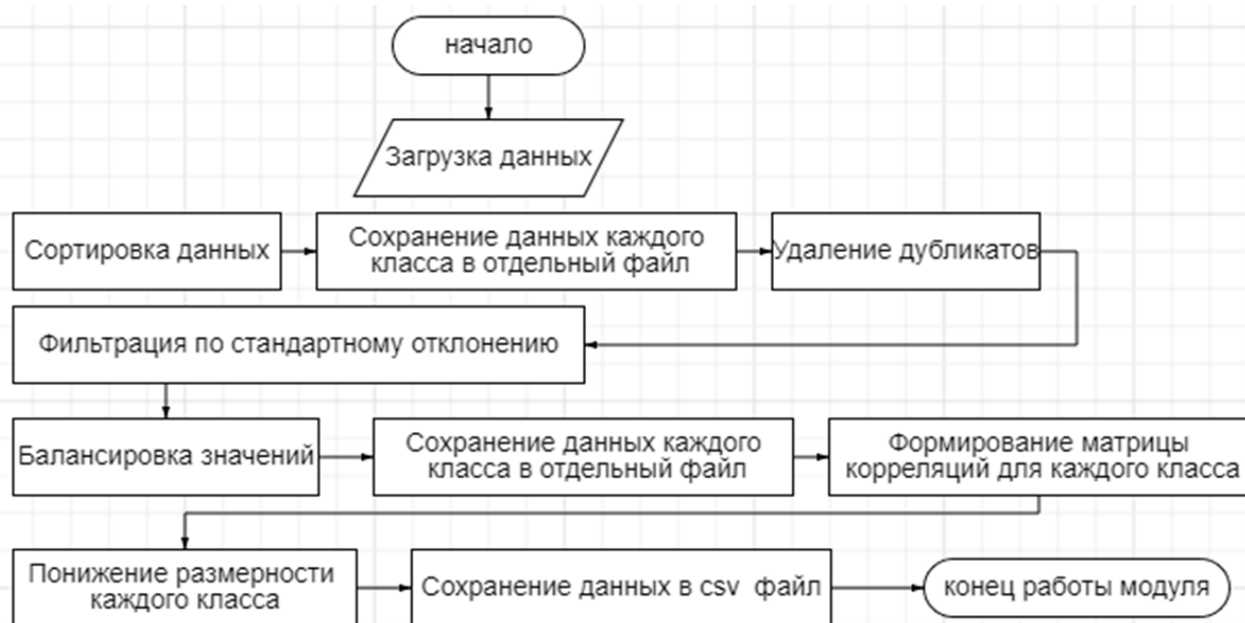 начало
Загрузка данных
Сортировка данных
Сохранение данных каждого
класса в отдельный файл
Удаление дубликатов
Фильтрация по стандартному отклонению
Балансировка значений
Сохранение данных каждого
класса в отдельный файл
Формирование матрицы
корреляций для каждого класса
Понижение размерности
каждого класса
Сохранение данных в csv файл
конец работы модуля